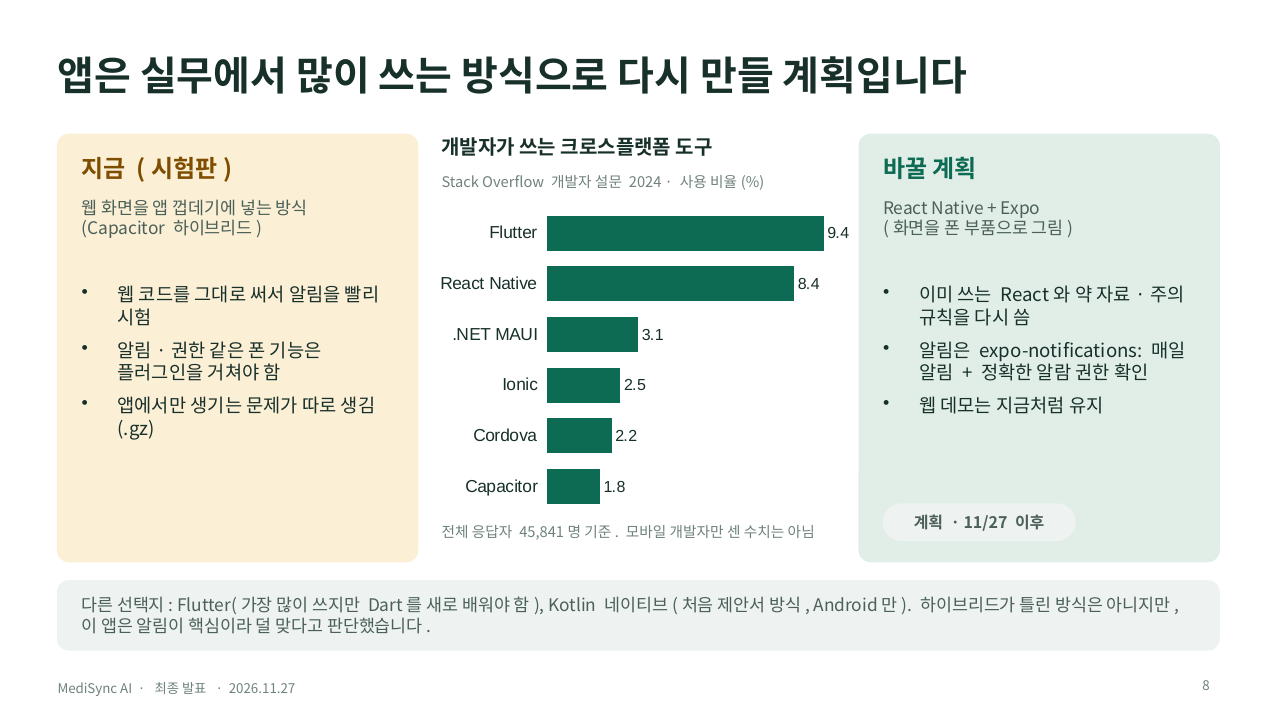 앱은 실무에서 많이 쓰는 방식으로 다시 만들 계획입니다
지금 (시험판)
웹 화면을 앱 껍데기에 넣는 방식
(Capacitor 하이브리드)
• 웹 코드를 그대로 써서 알림을 빨리
시험
• 알림 · 권한 같은 폰 기능은
플러그인을 거쳐야 함
• 앱에서만 생기는 문제가 따로 생김
(.gz)
개발자가 쓰는 크로스플랫폼 도구
Stack Overflow 개발자 설문 2024 · 사용 비율 (%)
Flutter 9.4
React Native 8.4
.NET MAUI 3.1
Ionic 2.5
Cordova 2.2
Capacitor 1.8
전체 응답자 45,841 명 기준. 모바일 개발자만 센 수치는 아님
바꿀 계획
React Native + Expo
(화면을 폰 부품으로 그림)
• 이미 쓰는 React 와 약 자료 · 주의
규칙을 다시 씀
• 알림은 expo-notifications: 매일
알림 + 정확한 알람 권한 확인
• 웹 데모는 지금처럼 유지
계획 · 11/27 이후
다른 선택지: Flutter(가장 많이 쓰지만 Dart 를 새로 배워야 함), Kotlin 네이티브 (처음 제안서 방식, Android 만). 하이브리드가 틀린 방식은 아니지만,
이 앱은 알림이 핵심이라 덜 맞다고 판단했습니다.
MediSync AI · 최종 발표 · 2026.11.27
8